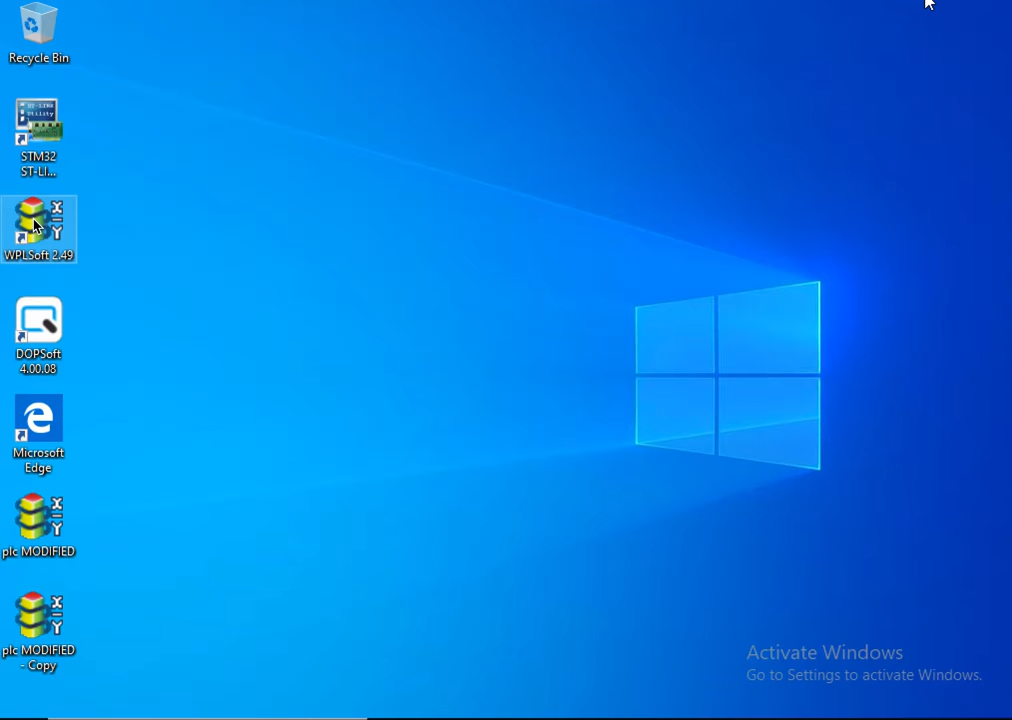 Recycle Bin
STM32
ST-LI...
WPLSoft 2.49
DOPSoft
4.00.08
Microsoft
Edge
plc MODIFIED
plc MODIFIED
- Copy
Activate Windows
Go to Settings to activate Windows.